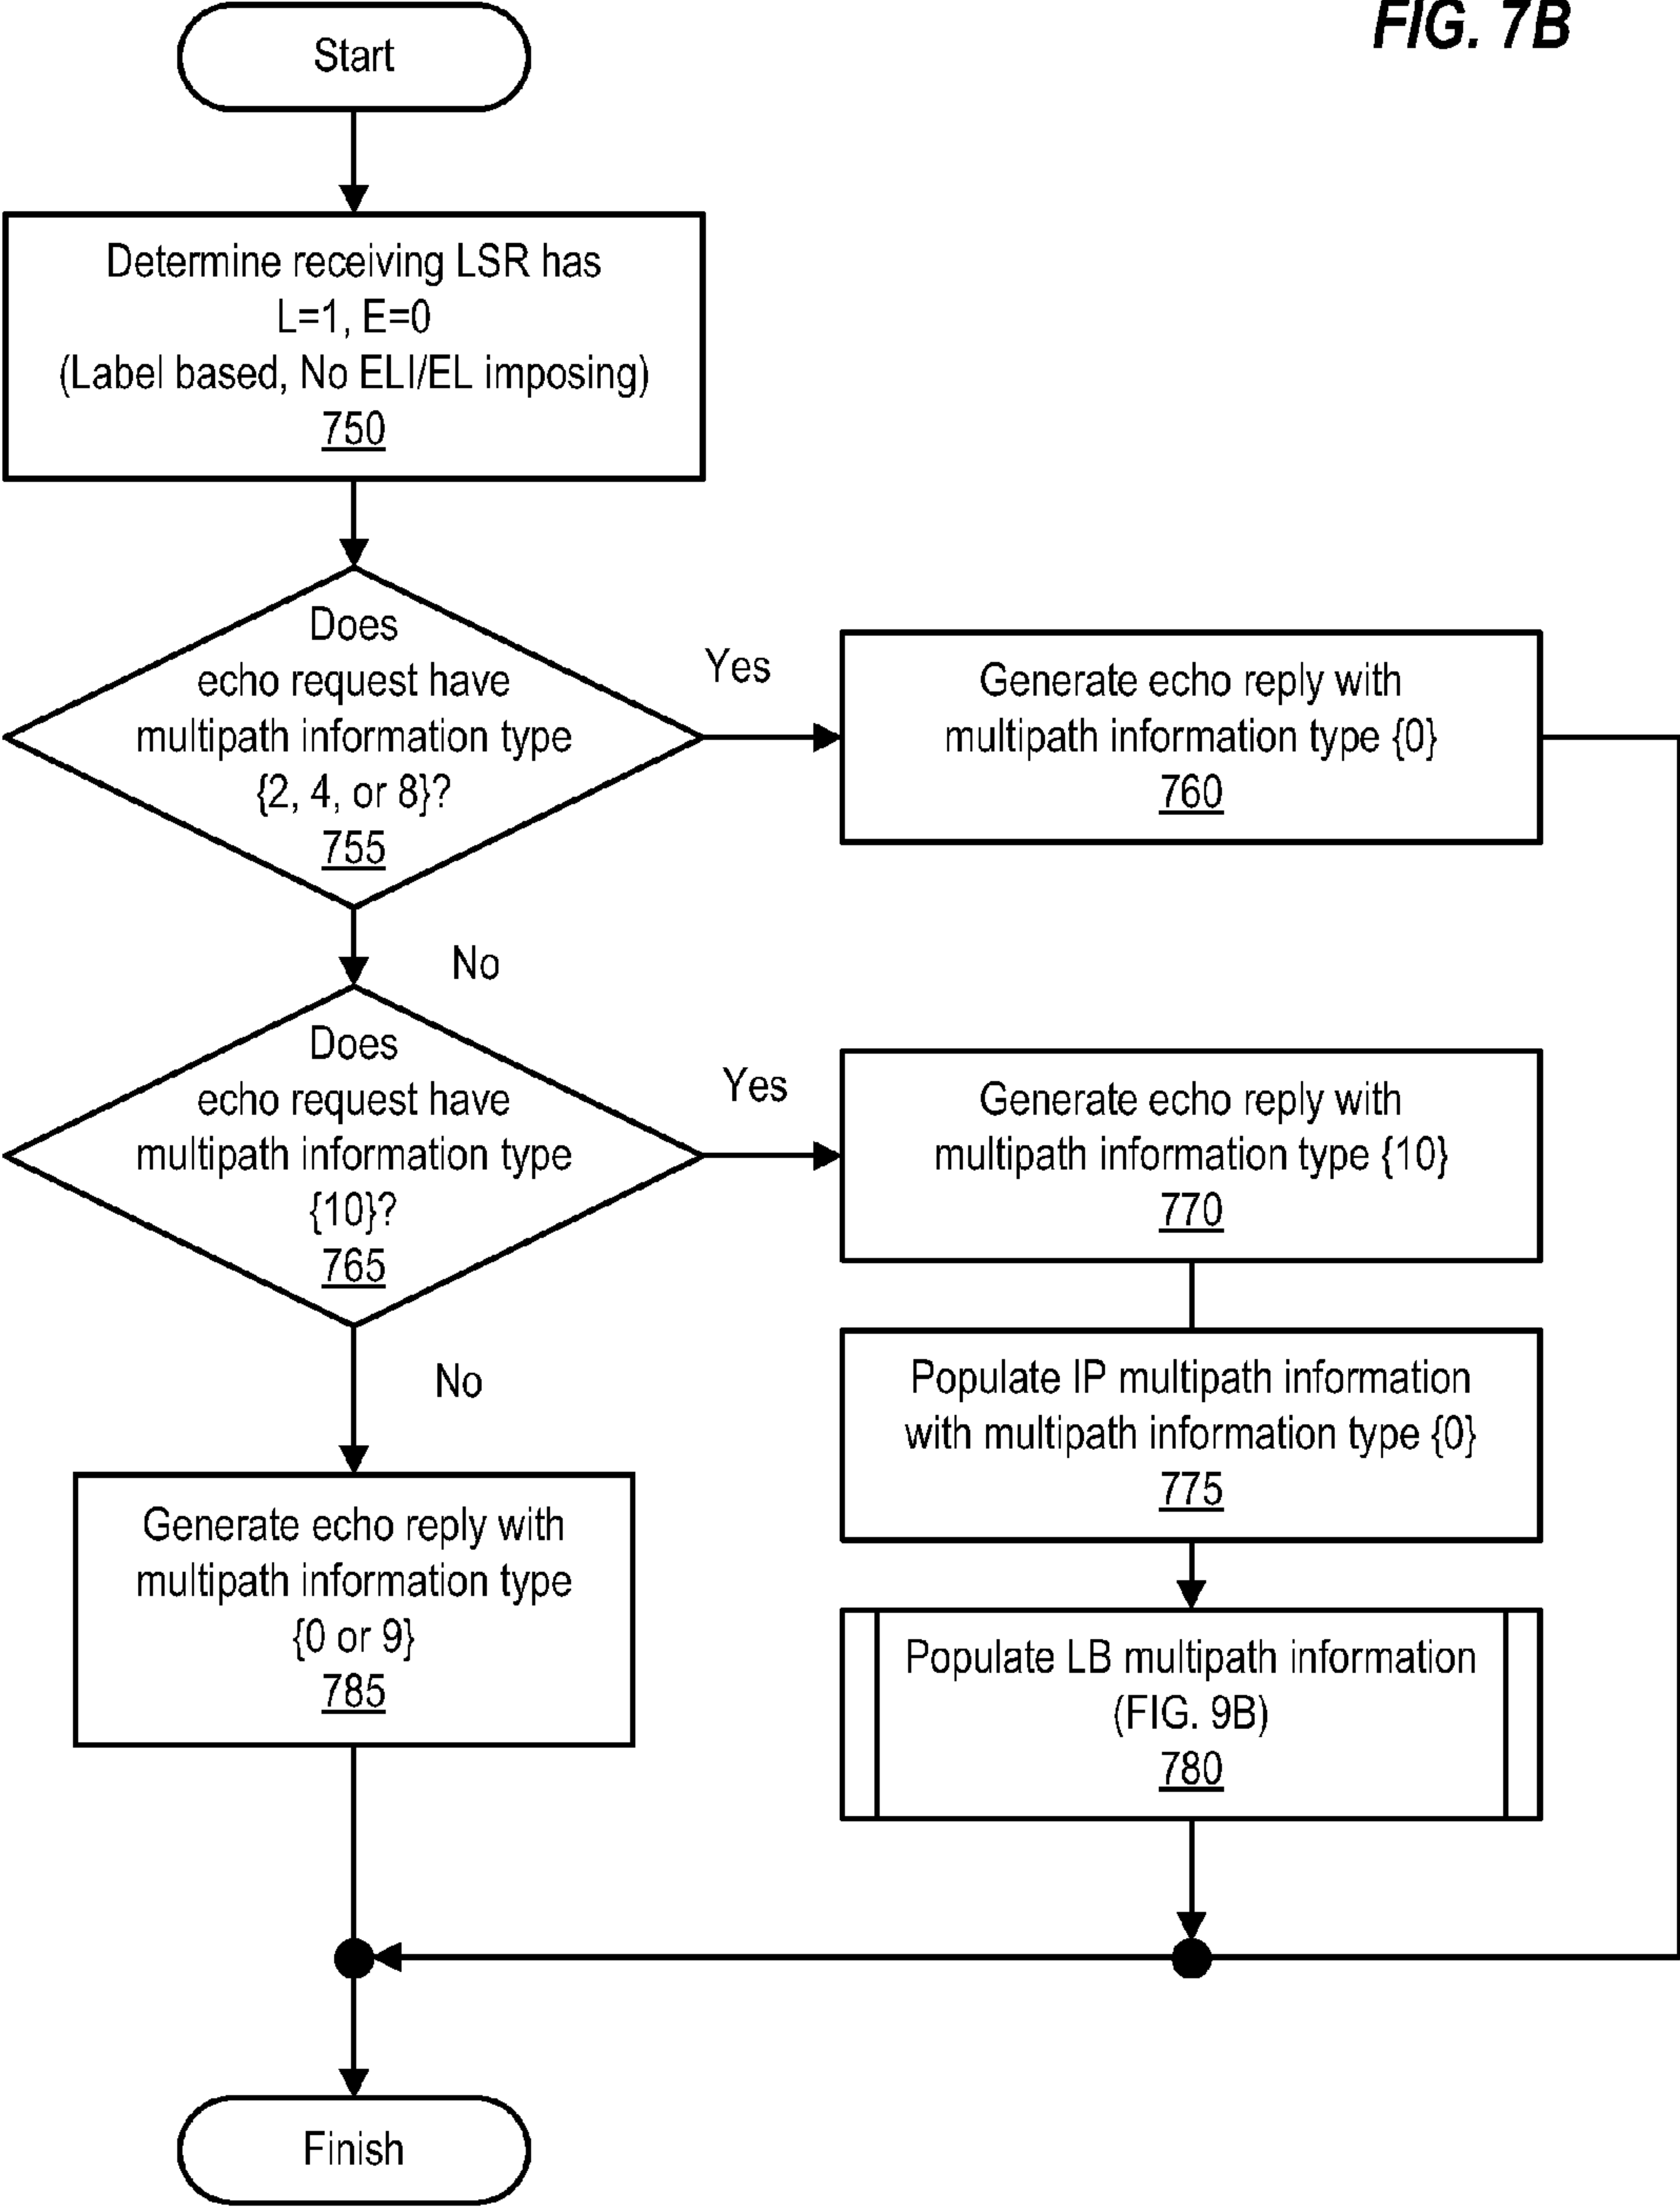 FIG. 7B
Start
Determine receiving LSR has
L=1, E=0
(Label based, No ELI/EL imposing)
750
Does
echo request have
multipath information type
{2, 4, or 8}?
755
Yes
Generate echo reply with
multipath information type {0}
760
No
Does
echo request have
multipath information type
{10}?
765
Yes
Generate echo reply with
multipath information type {10}
770
Populate IP multipath information
with multipath information type {0}
775
Populate LB multipath information
(FIG. 9B)
780
No
Generate echo reply with
multipath information type
{0 or 9}
785
Finish